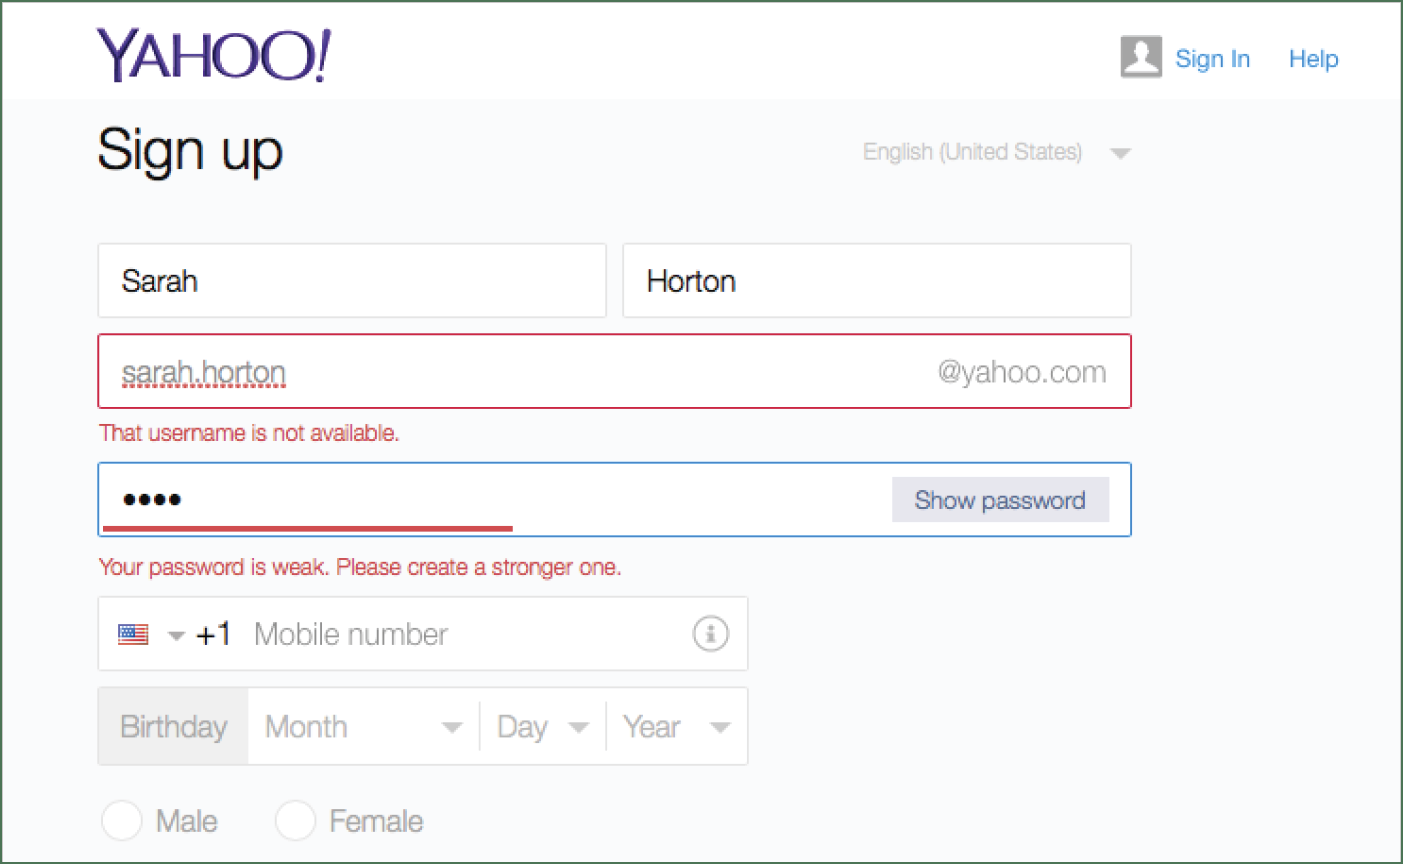 YAHOO!
Sign In Help
Sign up
English (United States)
Sarah Horton
sarah.horton @yahoo.com
That username is not available.
•••• Show password
Your password is weak. Please create a stronger one.
+1 Mobile number i
Birthday Month Day Year
Male Female